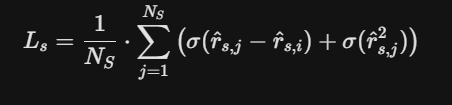 L_s = \frac{1}{N_S} \cdot \sum_{j=1}^{N_S} \left( \sigma(\hat{r}_{s,j} - \hat{r}_{s,i}) + \sigma(\hat{r}_{s,j}^2) \right)